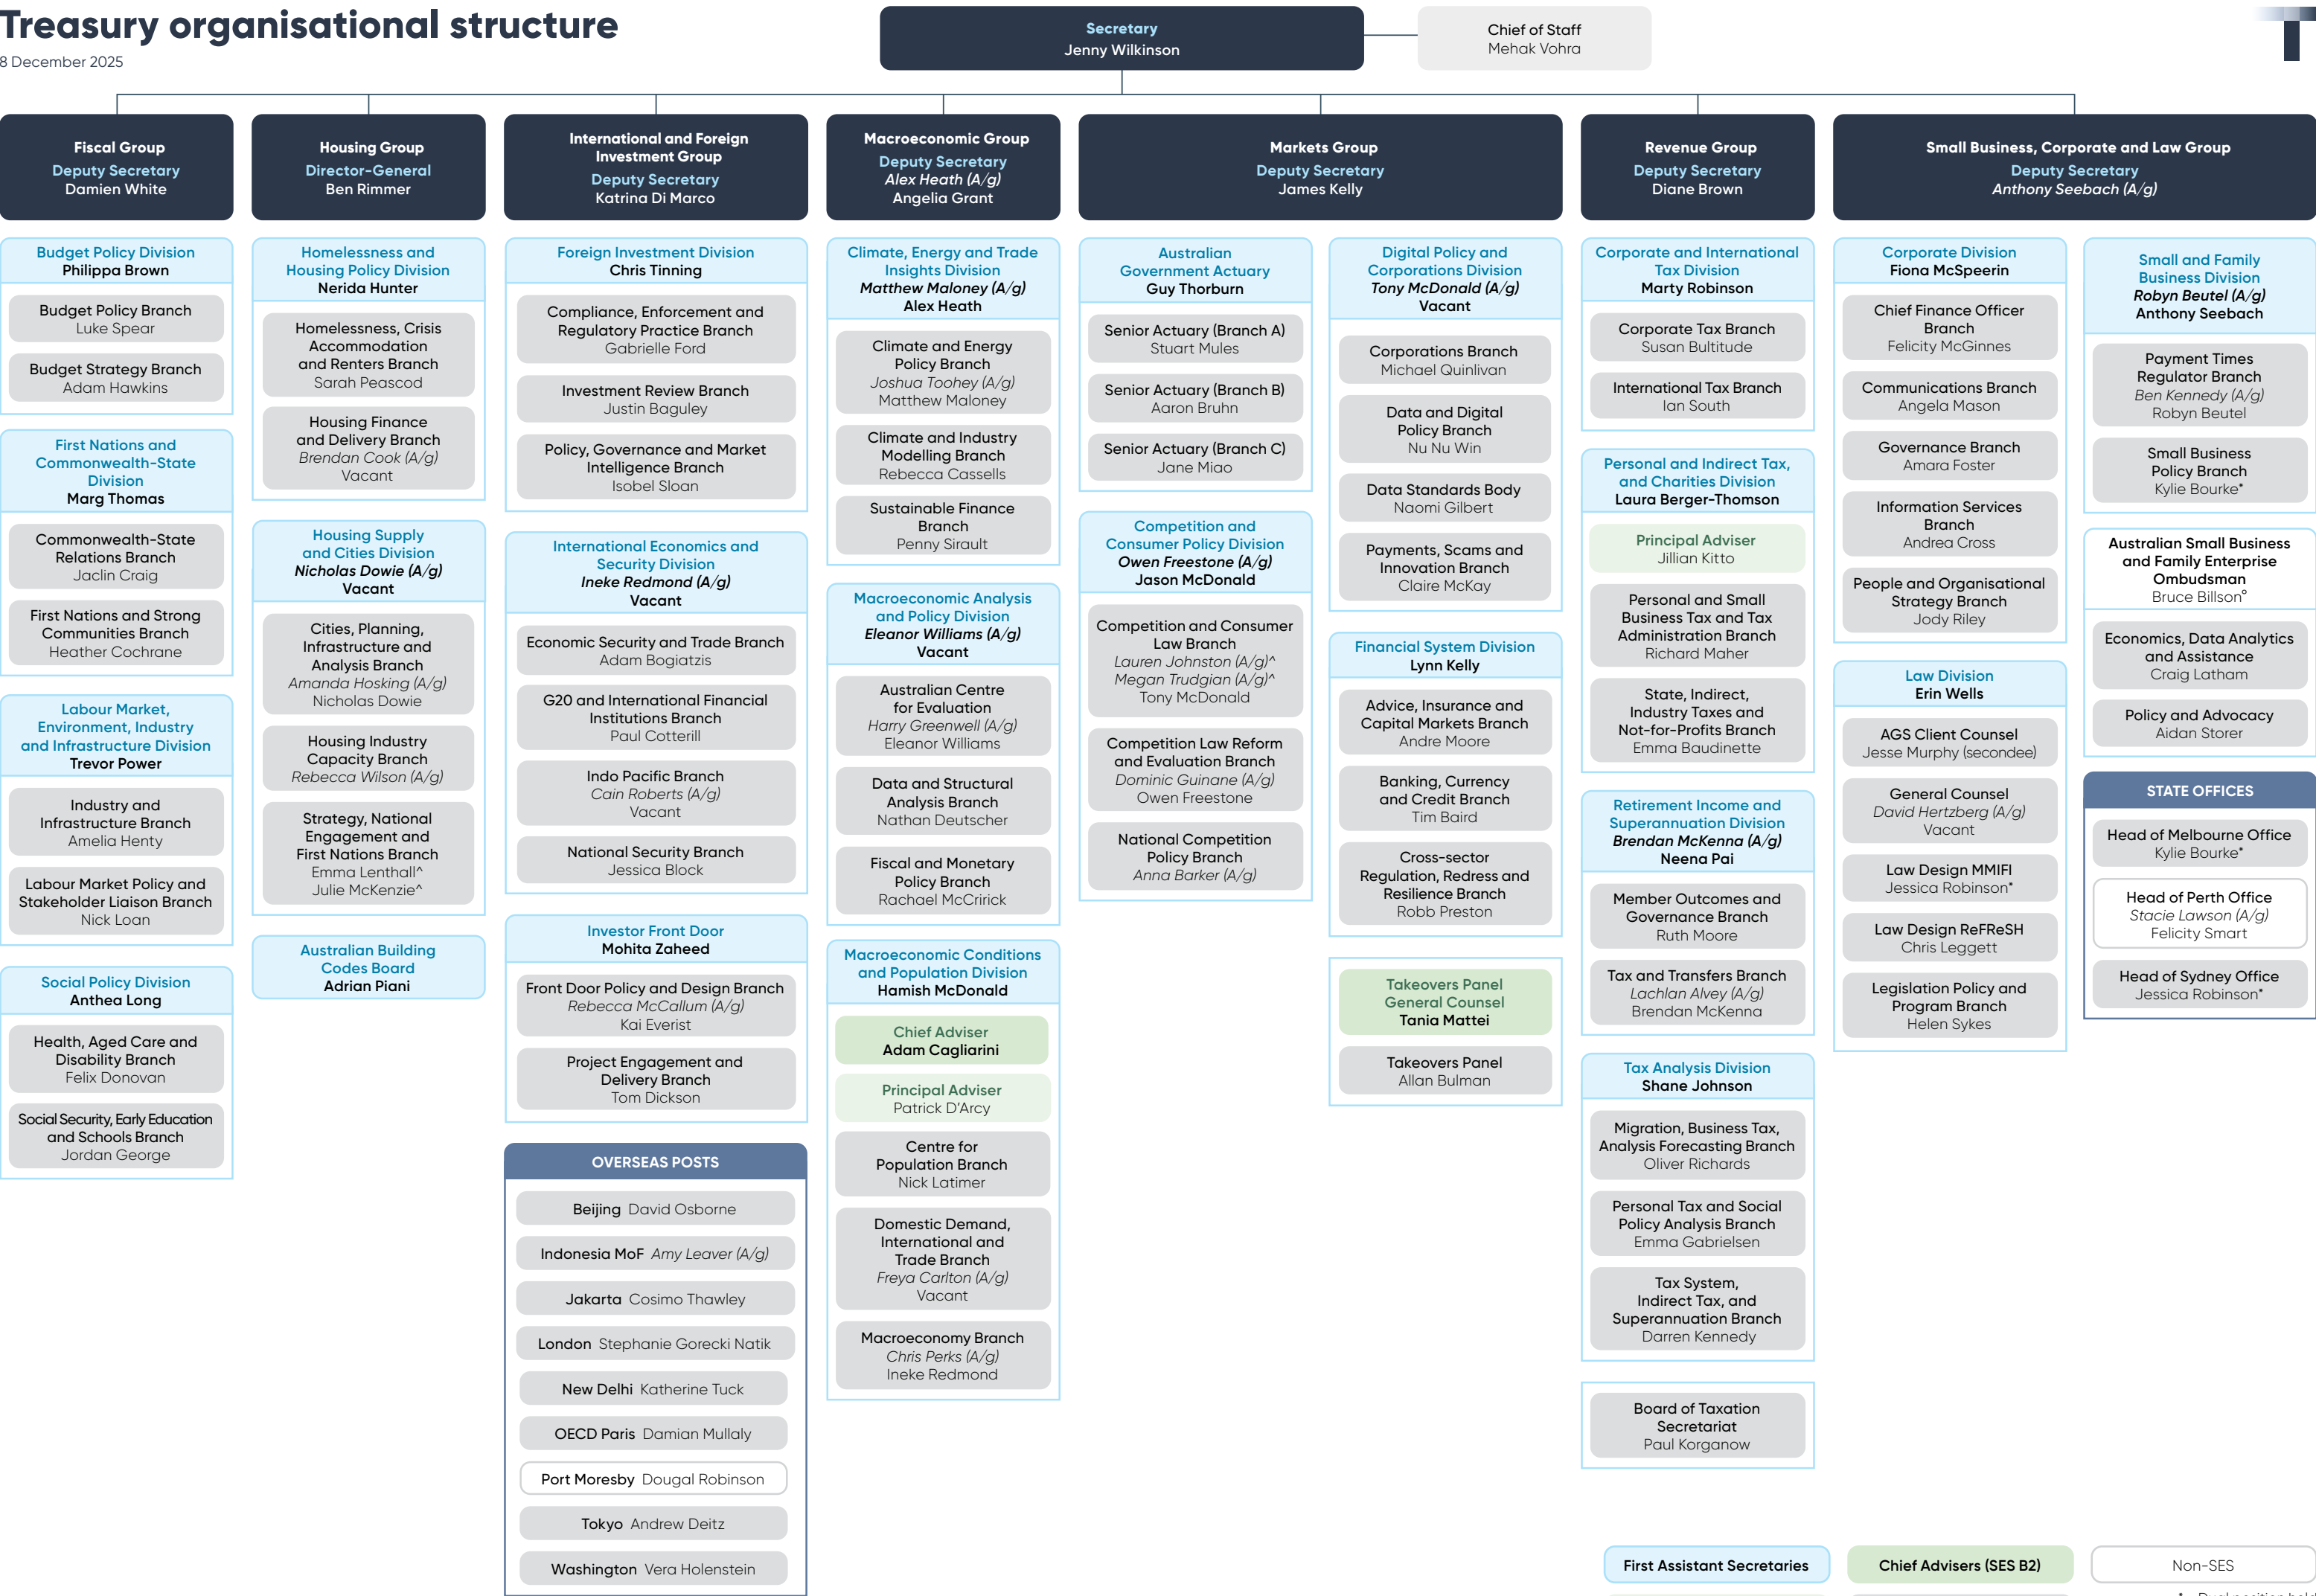 Treasury organisational structure
8 December 2025
Secretary
Jenny Wilkinson
Chief of Staff
Mehak Vohra
Fiscal Group
Deputy Secretary
Damien White
Budget Policy Division
Philippa Brown
Budget Policy Branch
Luke Spear
Budget Strategy Branch
Adam Hawkins
First Nations and
Commonwealth-State
Division
Marg Thomas
Commonwealth-State
Relations Branch
Jaclin Craig
First Nations and Strong
Communities Branch
Heather Cochrane
Labour Market,
Environment, Industry
and Infrastructure Division
Trevor Power
Industry and
Infrastructure Branch
Amelia Henty
Labour Market Policy and
Stakeholder Liaison Branch
Nick Loan
Social Policy Division
Anthea Long
Health, Aged Care and
Disability Branch
Felix Donovan
Social Security, Early Education
and Schools Branch
Jordan George
Housing Group
Director-General
Ben Rimmer
Homelessness and
Housing Policy Division
Nerida Hunter
Homelessness, Crisis
Accommodation
and Renters Branch
Sarah Peascod
Housing Finance
and Delivery Branch
Brendan Cook (A/g)
Vacant
Housing Supply
and Cities Division
Nicholas Dowie (A/g)
Vacant
Cities, Planning,
Infrastructure and
Analysis Branch
Amanda Hosking (A/g)
Nicholas Dowie
Housing Industry
Capacity Branch
Rebecca Wilson (A/g)
Strategy, National
Engagement and
First Nations Branch
Emma Lenthall^
Julie McKenzie^
Australian Building
Codes Board
Adrian Piani
International and Foreign
Investment Group
Deputy Secretary
Katrina Di Marco
Foreign Investment Division
Chris Tinning
Compliance, Enforcement and
Regulatory Practice Branch
Gabrielle Ford
Investment Review Branch
Justin Baguley
Policy, Governance and Market
Intelligence Branch
Isobel Sloan
International Economics and
Security Division
Ineke Redmond (A/g)
Vacant
Economic Security and Trade Branch
Adam Bogiatzis
G20 and International Financial
Institutions Branch
Paul Cotterill
Indo Pacific Branch
Cain Roberts (A/g)
Vacant
National Security Branch
Jessica Block
Investor Front Door
Mohita Zaheed
Front Door Policy and Design Branch
Rebecca McCallum (A/g)
Kai Everist
Project Engagement and
Delivery Branch
Tom Dickson
OVERSEAS POSTS
Beijing David Osborne
Indonesia MoF Amy Leaver (A/g)
Jakarta Cosimo Thawley
London Stephanie Gorecki Natik
New Delhi Katherine Tuck
OECD Paris Damian Mullaly
Port Moresby Dougal Robinson
Tokyo Andrew Deitz
Washington Vera Holenstein
Macroeconomic Group
Deputy Secretary
Alex Heath (A/g)
Angelia Grant
Climate, Energy and Trade
Insights Division
Matthew Maloney (A/g)
Alex Heath
Climate and Energy
Policy Branch
Joshua Toohey (A/g)
Matthew Maloney
Climate and Industry
Modelling Branch
Rebecca Cassells
Sustainable Finance
Branch
Penny Sirault
Macroeconomic Analysis
and Policy Division
Eleanor Williams (A/g)
Vacant
Australian Centre
for Evaluation
Harry Greenwell (A/g)
Eleanor Williams
Data and Structural
Analysis Branch
Nathan Deutscher
Fiscal and Monetary
Policy Branch
Rachael McCririck
Macroeconomic Conditions
and Population Division
Hamish McDonald
Chief Adviser
Adam Cagliarini
Principal Adviser
Patrick D'Arcy
Centre for
Population Branch
Nick Latimer
Domestic Demand,
International and
Trade Branch
Freya Carlton (A/g)
Vacant
Macroeconomy Branch
Chris Perks (A/g)
Ineke Redmond
Markets Group
Deputy Secretary
James Kelly
Australian
Government Actuary
Guy Thorburn
Senior Actuary (Branch A)
Stuart Mules
Senior Actuary (Branch B)
Aaron Bruhn
Senior Actuary (Branch C)
Jane Miao
Competition and
Consumer Policy Division
Owen Freestone (A/g)
Jason McDonald
Competition and Consumer
Law Branch
Lauren Johnston (A/g)^
Megan Trudgian (A/g)^
Tony McDonald
Competition Law Reform
and Evaluation Branch
Dominic Guinane (A/g)
Owen Freestone
National Competition
Policy Branch
Anna Barker (A/g)
Digital Policy and
Corporations Division
Tony McDonald (A/g)
Vacant
Corporations Branch
Michael Quinlivan
Data and Digital
Policy Branch
Nu Nu Win
Data Standards Body
Naomi Gilbert
Payments, Scams and
Innovation Branch
Claire McKay
Financial System Division
Lynn Kelly
Advice, Insurance and
Capital Markets Branch
Andre Moore
Banking, Currency
and Credit Branch
Tim Baird
Cross-sector
Regulation, Redress and
Resilience Branch
Robb Preston
Takeovers Panel
General Counsel
Tania Mattei
Takeovers Panel
Allan Bulman
Revenue Group
Deputy Secretary
Diane Brown
Corporate and International
Tax Division
Marty Robinson
Corporate Tax Branch
Susan Bultitude
International Tax Branch
Ian South
Personal and Indirect Tax,
and Charities Division
Laura Berger-Thomson
Principal Adviser
Jillian Kitto
Personal and Small
Business Tax and Tax
Administration Branch
Richard Maher
State, Indirect,
Industry Taxes and
Not-for-Profits Branch
Emma Baudinette
Retirement Income and
Superannuation Division
Brendan McKenna (A/g)
Neena Pai
Member Outcomes and
Governance Branch
Ruth Moore
Tax and Transfers Branch
Lachlan Alvey (A/g)
Brendan McKenna
Tax Analysis Division
Shane Johnson
Migration, Business Tax,
Analysis Forecasting Branch
Oliver Richards
Personal Tax and Social
Policy Analysis Branch
Emma Gabrielsen
Tax System,
Indirect Tax, and
Superannuation Branch
Darren Kennedy
Board of Taxation
Secretariat
Paul Korganow
Small Business, Corporate and Law Group
Deputy Secretary
Anthony Seebach (A/g)
Corporate Division
Fiona McSpeerin
Chief Finance Officer
Branch
Felicity McGinnes
Communications Branch
Angela Mason
Governance Branch
Amara Foster
Information Services
Branch
Andrea Cross
People and Organisational
Strategy Branch
Jody Riley
Law Division
Erin Wells
AGS Client Counsel
Jesse Murphy (secondee)
General Counsel
David Hertzberg (A/g)
Vacant
Law Design MMIFI
Jessica Robinson*
Law Design ReFReSH
Chris Leggett
Legislation Policy and
Program Branch
Helen Sykes
Small and Family
Business Division
Robyn Beutel (A/g)
Anthony Seebach
Payment Times
Regulator Branch
Ben Kennedy (A/g)
Robyn Beutel
Small Business
Policy Branch
Kylie Bourke*
Australian Small Business
and Family Enterprise
Ombudsman
Bruce Billson°
Economics, Data Analytics
and Assistance
Craig Latham
Policy and Advocacy
Aidan Storer
STATE OFFICES
Head of Melbourne Office
Kylie Bourke*
Head of Perth Office
Stacie Lawson (A/g)
Felicity Smart
Head of Sydney Office
Jessica Robinson*
First Assistant Secretaries
Chief Advisers (SES B2)
Non-SES